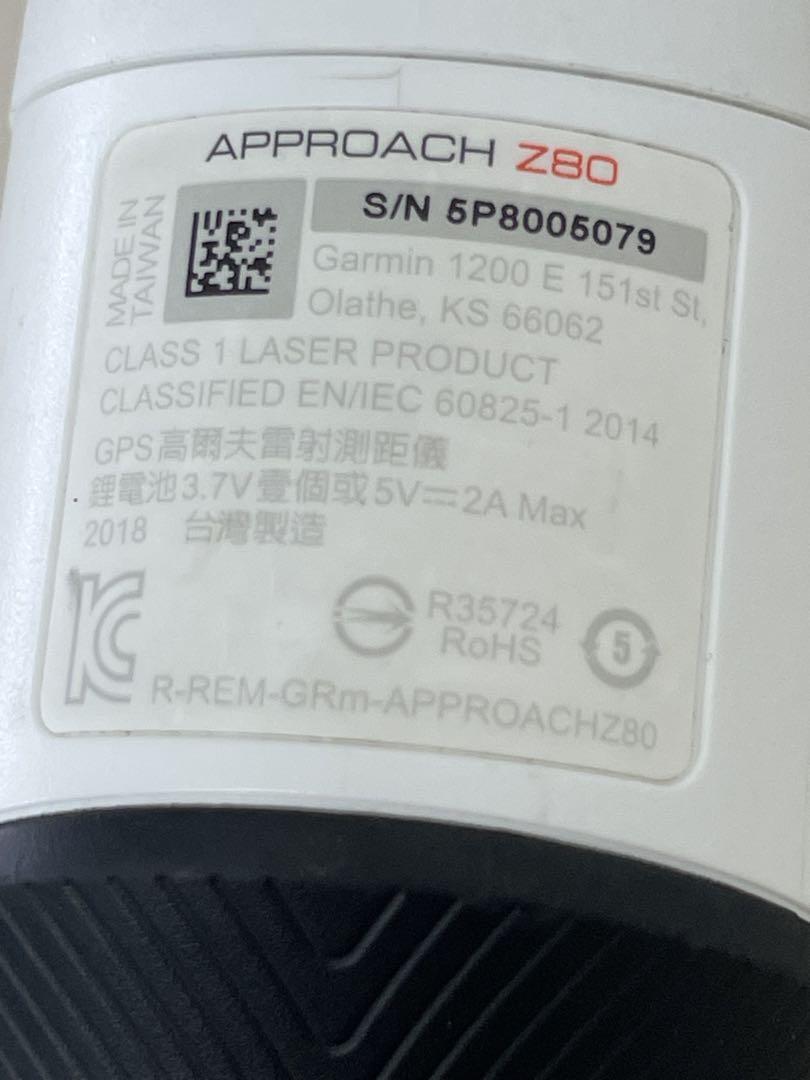 APPROACH Z80
MADE IN
TAIWAN
S/N 5P8005079
Garmin 1200 E 151st St,
Olathe, KS 66062
CLASS 1 LASER PRODUCT
CLASSIFIED EN/IEC 60825-1 2014
GPS高爾夫雷射測距儀
鋰電池3.7V壹個或5V⎓2A Max
2018 台灣製造
R35724
RoHS
5
R-REM-GRm-APPROACHZ80